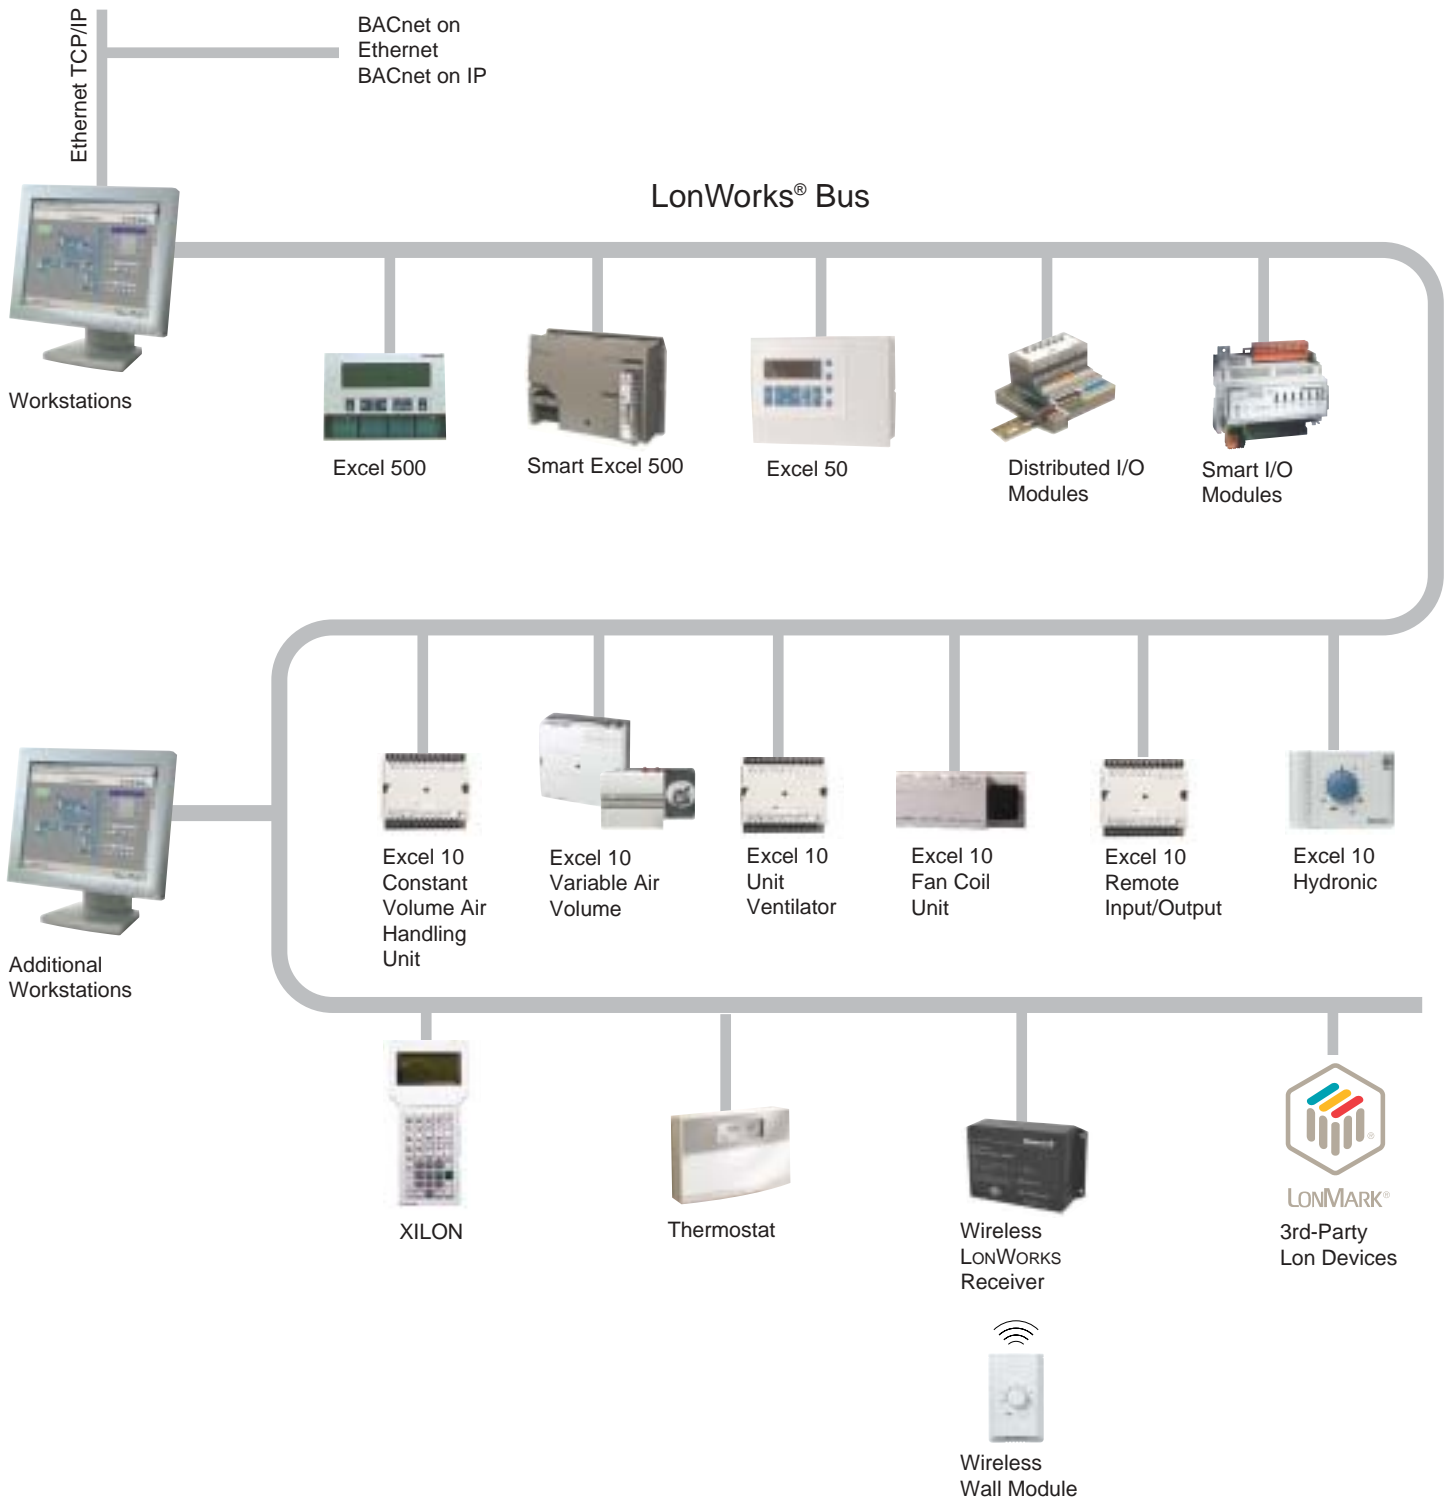 Ethernet TCP/IP
BACnet on
Ethernet
BACnet on IP
LonWorks® Bus
Workstations
Excel 500
Smart Excel 500
Excel 50
Distributed I/O
Modules
Smart I/O
Modules
Additional
Workstations
Excel 10
Constant
Volume Air
Handling
Unit
Excel 10
Variable Air
Volume
Excel 10
Unit
Ventilator
Excel 10
Fan Coil
Unit
Excel 10
Remote
Input/Output
Excel 10
Hydronic
XILON
Thermostat
Wireless
LONWORKS
Receiver
®
LONMARK®
3rd-Party
Lon Devices
Wireless
Wall Module